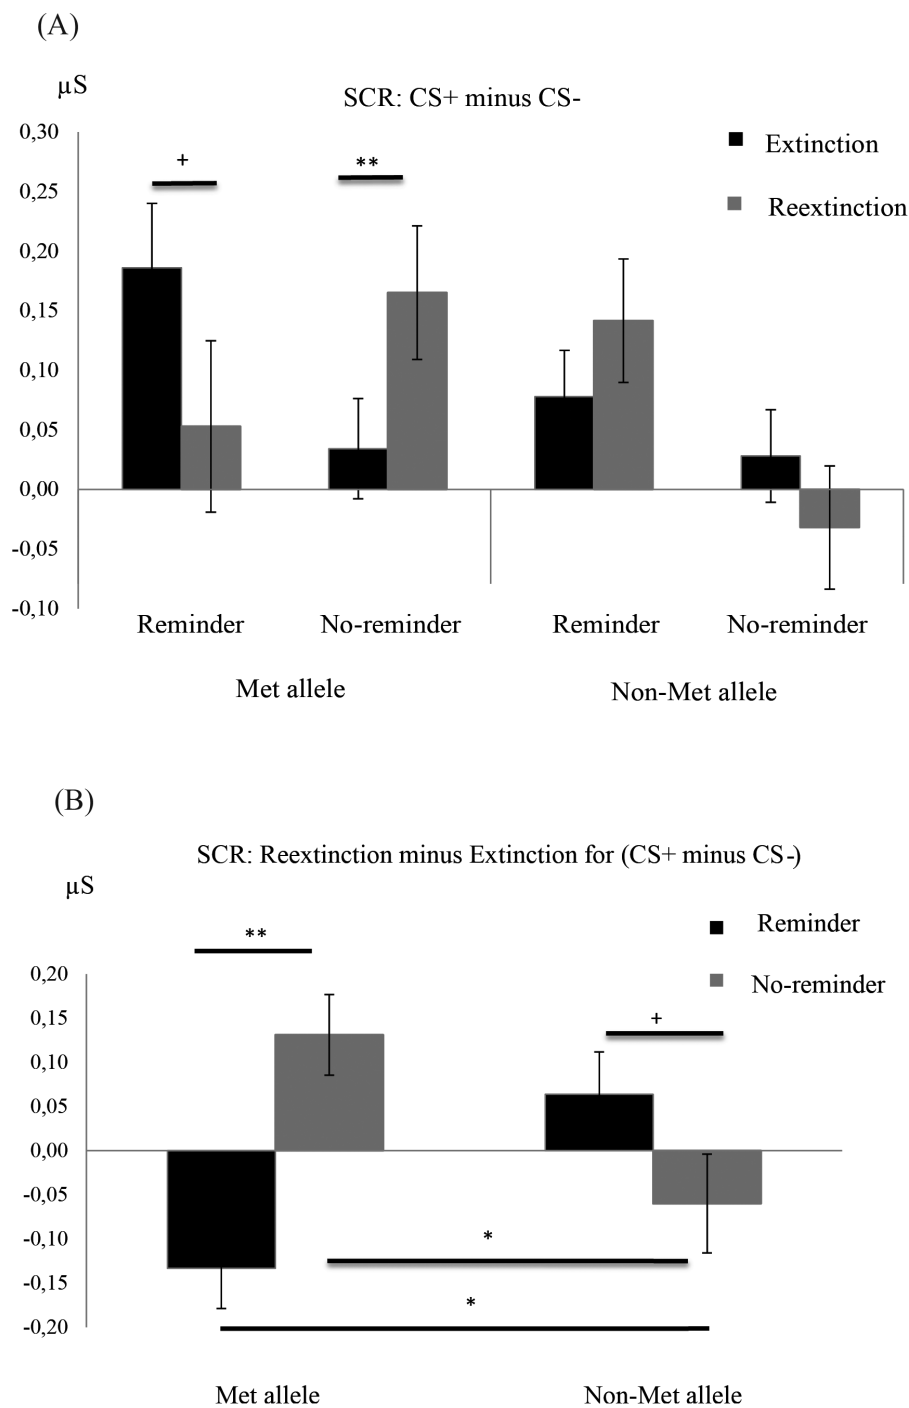 (A)
µS
SCR: CS+ minus CS-
0,30
0,25
0,20
0,15
0,10
0,05
0,00
-0,05
-0,10
+
**
Extinction
Reextinction
Reminder No-reminder Reminder No-reminder
Met allele Non-Met allele
(B)
SCR: Reextinction minus Extinction for (CS+ minus CS-)
µS
**
Reminder
No-reminder
+
0,20
0,15
0,10
0,05
0,00
-0,05
-0,10
-0,15
-0,20
*
*
Met allele Non-Met allele